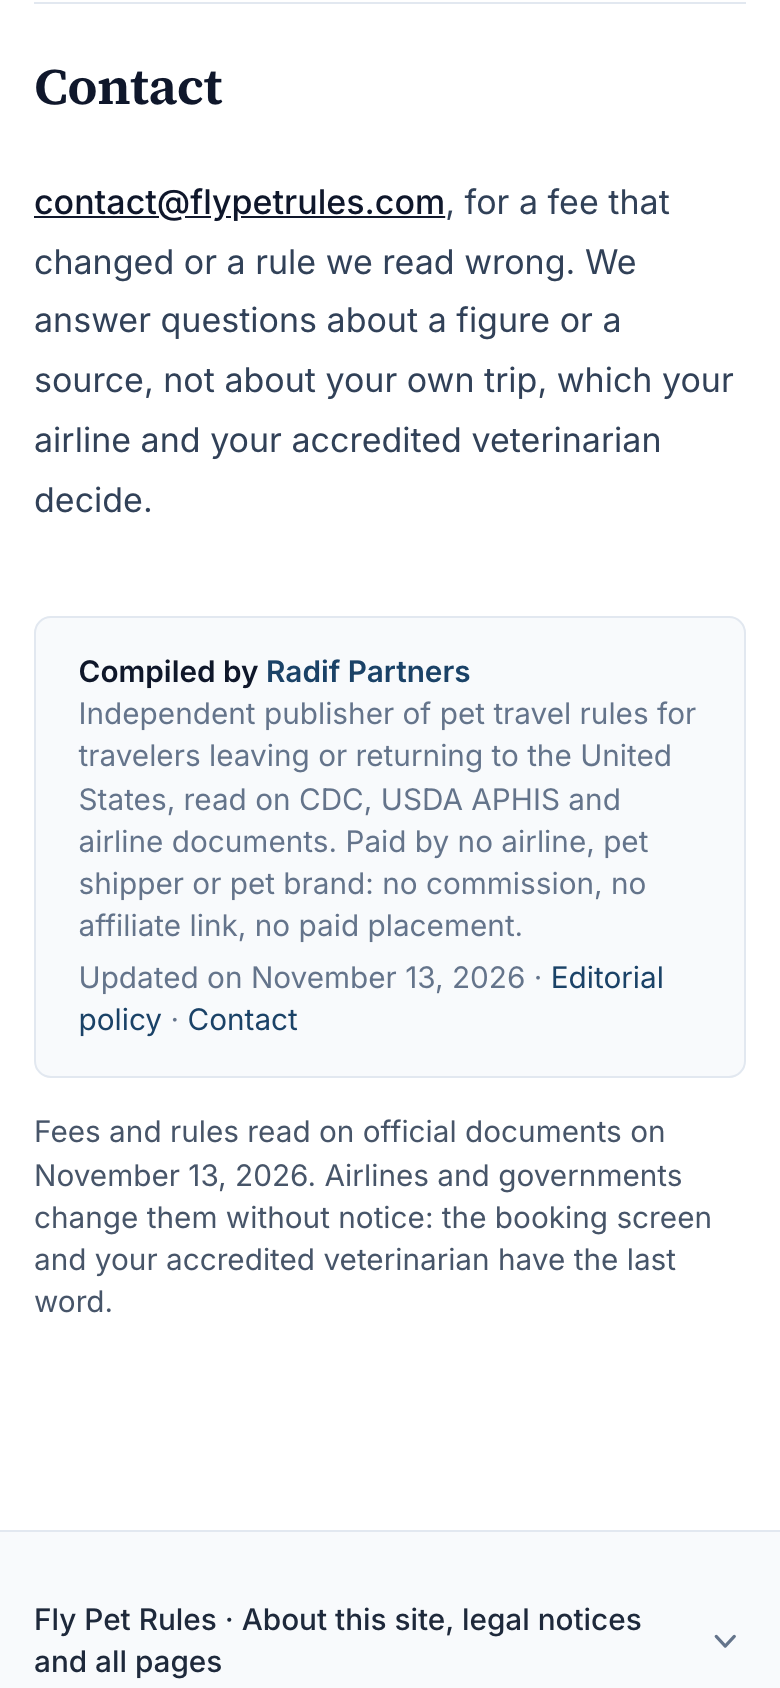 Contact
contact@flypetrules.com, for a fee that
changed or a rule we read wrong. We
answer questions about a figure or a
source, not about your own trip, which your
airline and your accredited veterinarian
decide.
Compiled by Radif Partners
Independent publisher of pet travel rules for
travelers leaving or returning to the United
States, read on CDC, USDA APHIS and
airline documents. Paid by no airline, pet
shipper or pet brand: no commission, no
affiliate link, no paid placement.
Updated on November 13, 2026 · Editorial
policy · Contact
Fees and rules read on official documents on
November 13, 2026. Airlines and governments
change them without notice: the booking screen
and your accredited veterinarian have the last
word.
Fly Pet Rules · About this site, legal notices
and all pages